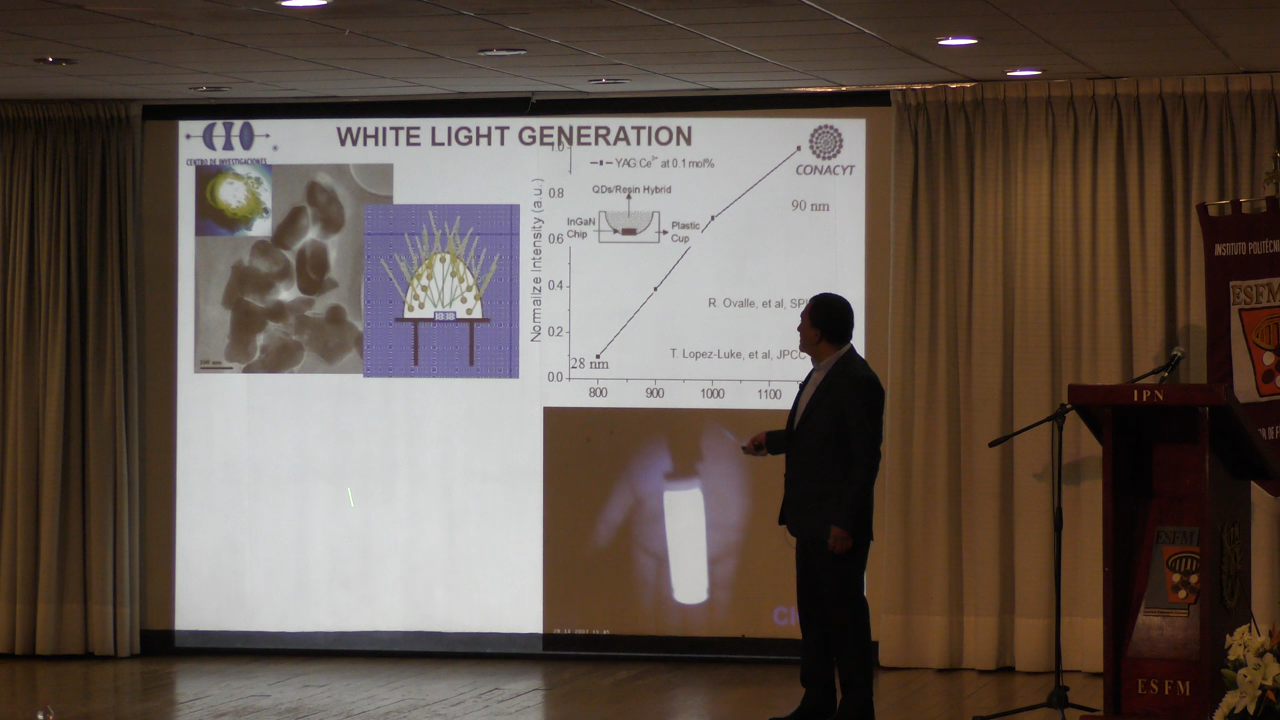 CIO
CENTRO DE INVESTIGACIONES
WHITE LIGHT GENERATION
CONACYT
YAG:Ce3+ at 0.1 mol%
QDs/Resin Hybrid
InGaN
Chip
Plastic
Cup
90 nm
R. Ovalle, et al, SPI
T. Lopez-Luke, et al, JPCC
28 nm
Normalize Intensity (a.u.)
1.0
0.8
0.6
0.4
0.2
0.0
800
900
1000
1100
INSTITUTO POLITÉCN
ESFM
IPN
ESFM
ESFM